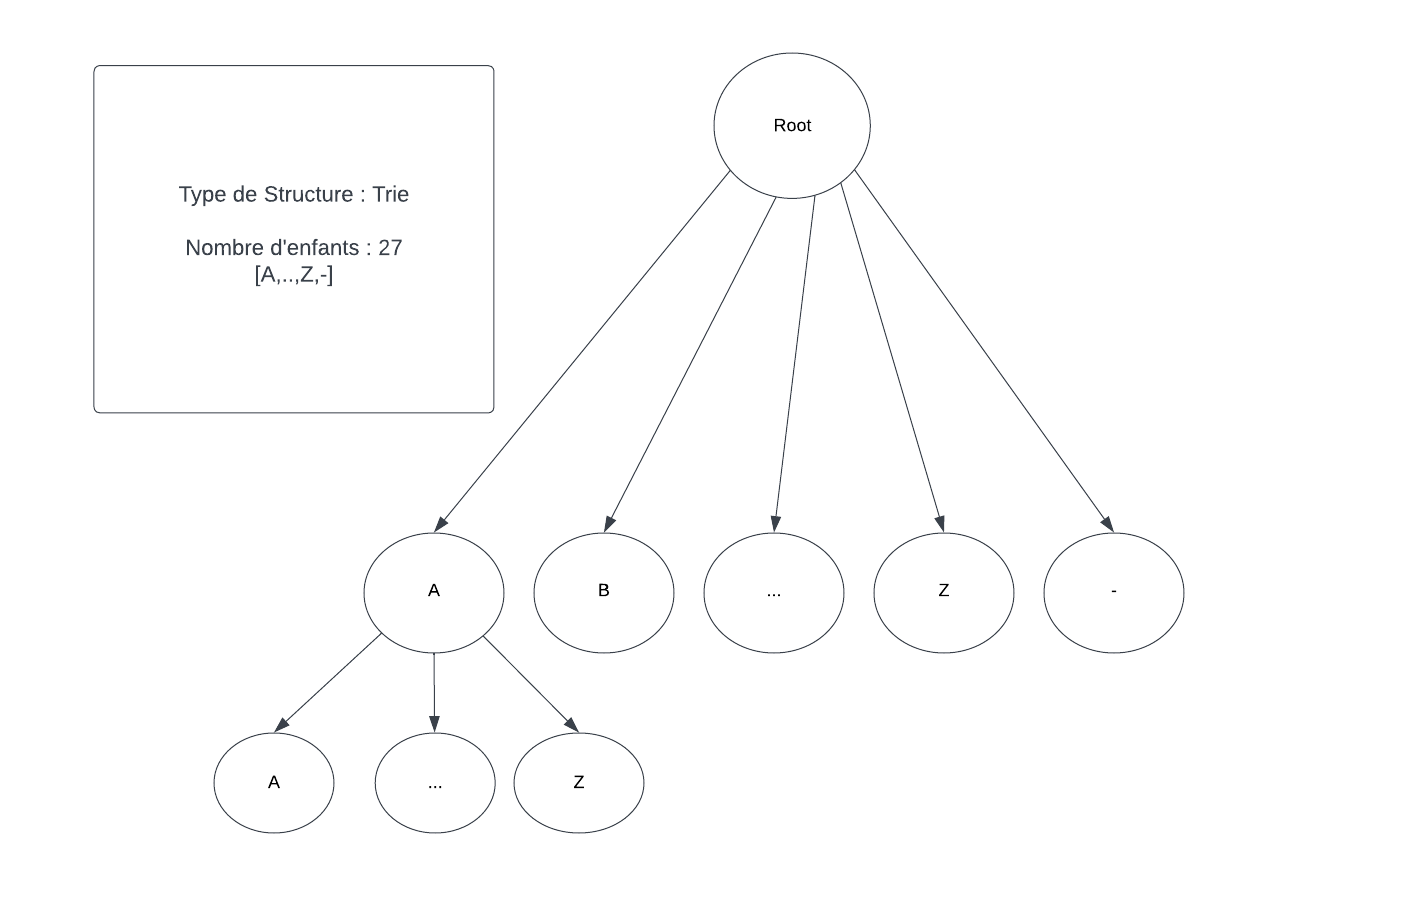 Root
Type de Structure : Trie
Nombre d'enfants : 27
[A,..,Z,-]
A
B
...
Z
-
A
...
Z